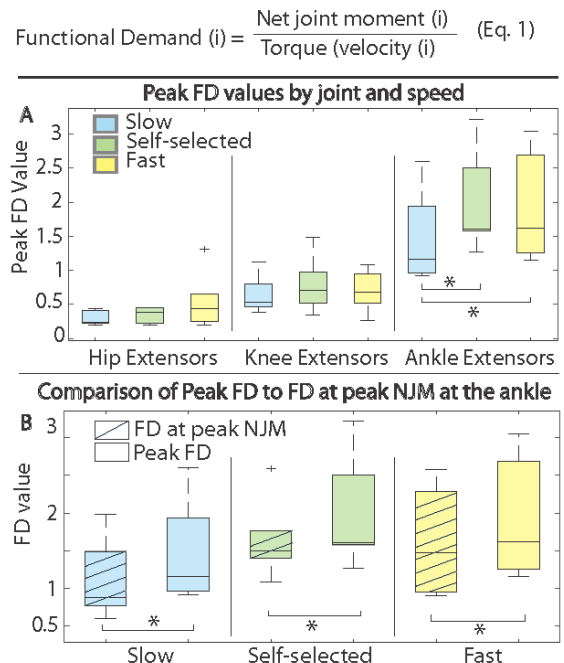 Functional Demand (i) = Net joint moment (i) / Torque (velocity (i) (Eq. 1)
Peak FD values by joint and speed
A
Slow
Self-selected
Fast
Peak FD Value
3
2.5
2
1.5
1
0.5
0
*
*
Hip Extensors Knee Extensors Ankle Extensors
Comparison of Peak FD to FD at peak NJM at the ankle
B
FD at peak NJM
Peak FD
FD value
3
2
1
0.5
* * *
Slow Self-selected Fast